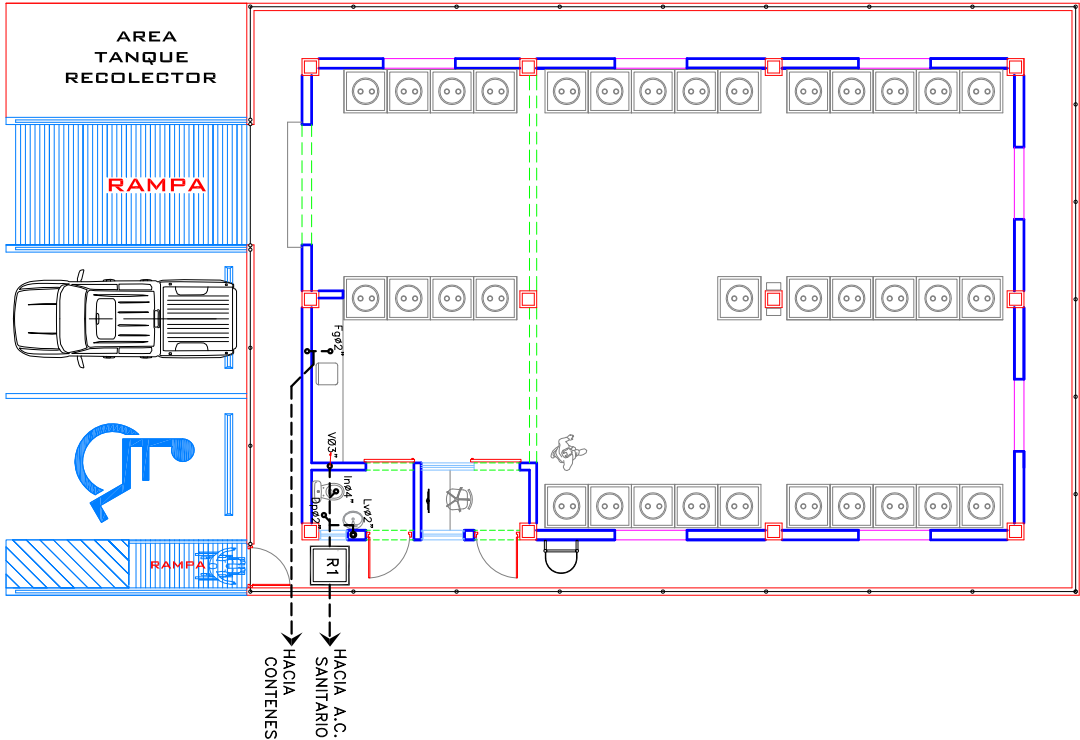 AREA
TANQUE
RECOLECTOR
RAMPA
Fgø2"
VØ3"
Inø4"
Lvø2"
Dnø2"
RAMPA
R1
HACIA A.C.
SANITARIO
HACIA
CONTENES